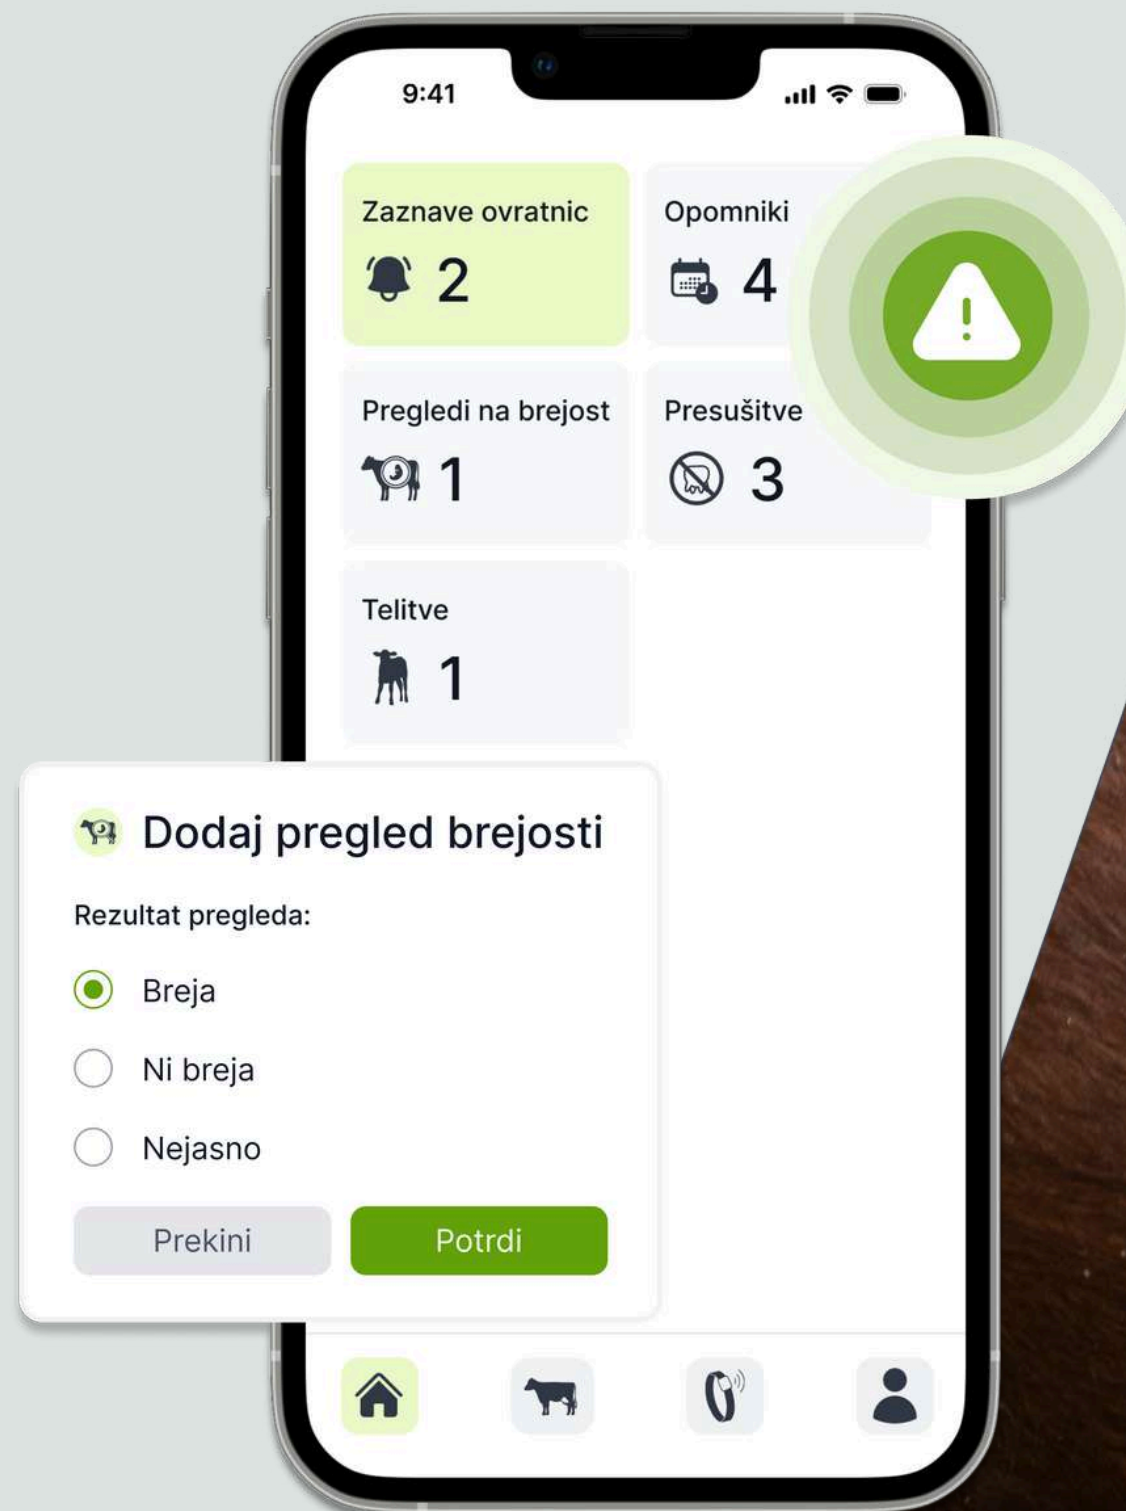 9:41
Zaznave ovratnic
2
Opomniki
4
Pregledi na brejost
1
Presušitve
3
Telitve
1
Dodaj pregled brejosti
Rezultat pregleda:
Breja
Ni breja
Nejasno
Prekini
Potrdi